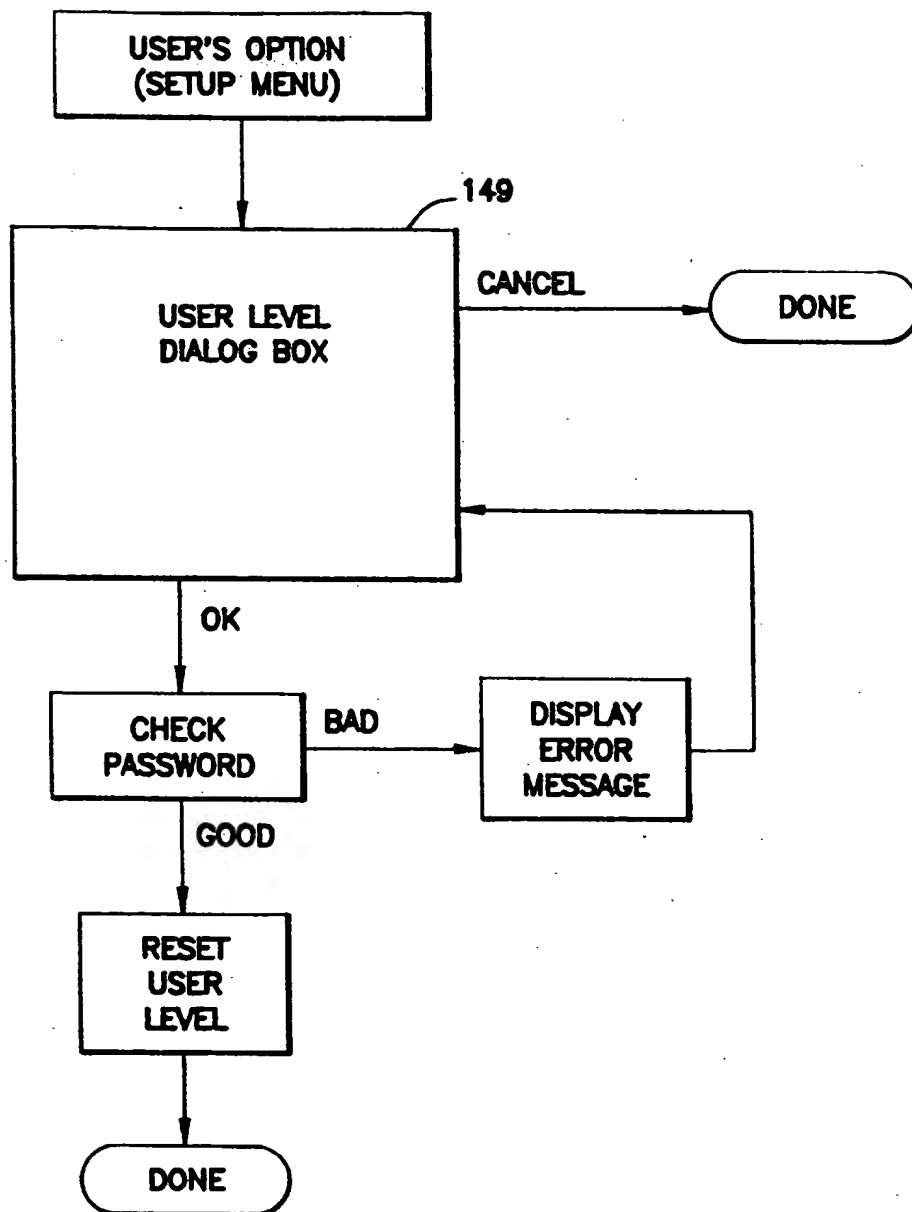 USER'S OPTION
(SETUP MENU)
149
USER LEVEL
DIALOG BOX
CANCEL
DONE
OK
CHECK
PASSWORD
BAD
DISPLAY
ERROR
MESSAGE
GOOD
RESET
USER
LEVEL
DONE